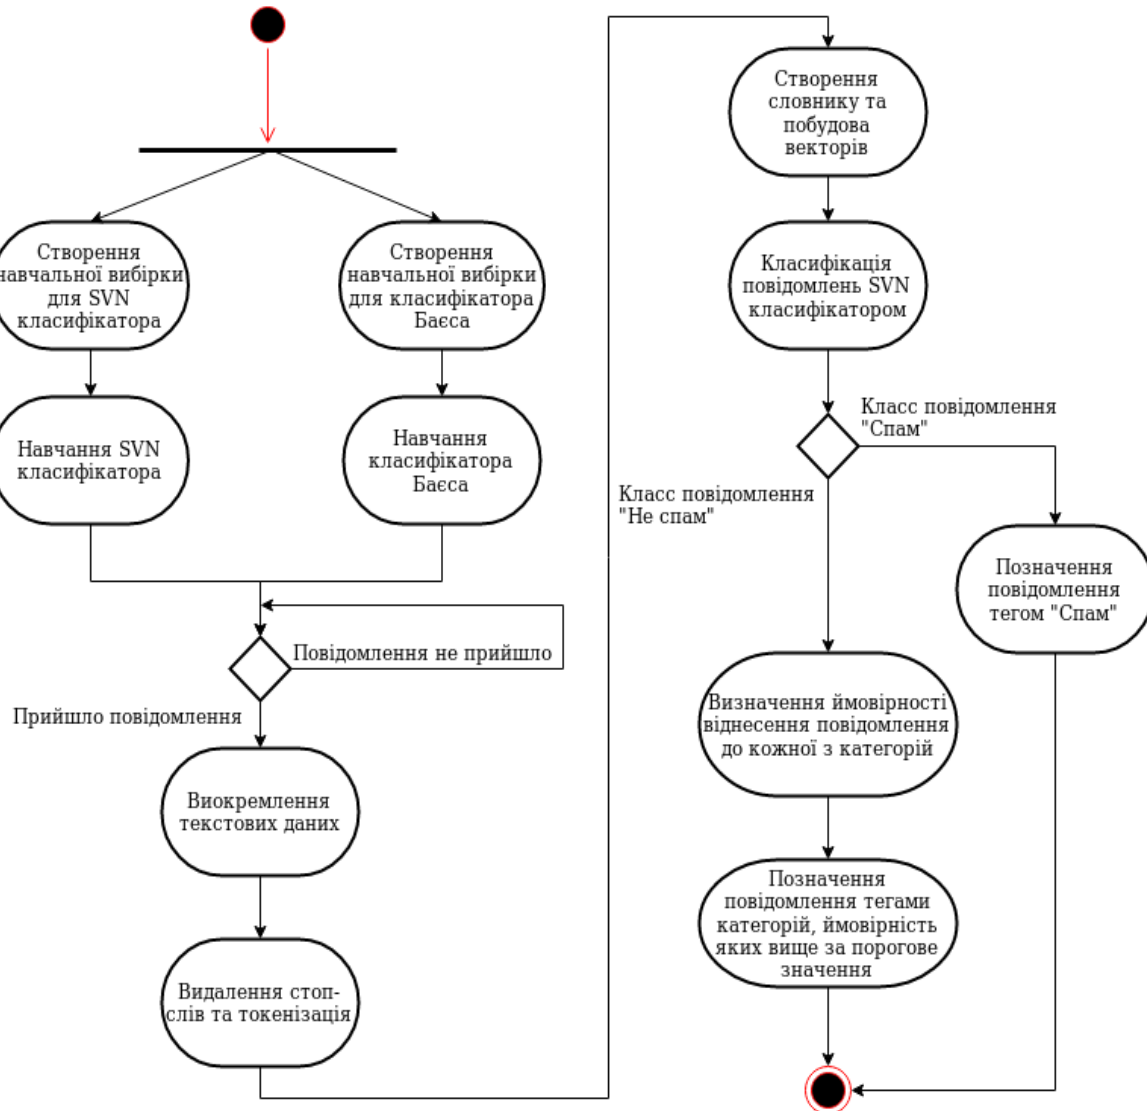 Створення
навчальної вибірки
для SVN
класифікатора
Створення
навчальної вибірки
для класифікатора
Баєса
Навчання SVN
класифікатора
Навчання
класифікатора
Баєса
Повідомлення не прийшло
Прийшло повідомлення
Виокремлення
текстових даних
Видалення стоп-
слів та токенізація
Створення
словнику та
побудова
векторів
Класифікація
повідомлень SVN
класифікатором
Класс повідомлення
"Спам"
Класс повідомлення
"Не спам"
Позначення
повідомлення
тегом "Спам"
Визначення ймовірності
віднесення повідомлення
до кожної з категорій
Позначення
повідомлення тегами
категорій, ймовірність
яких вище за порогове
значення